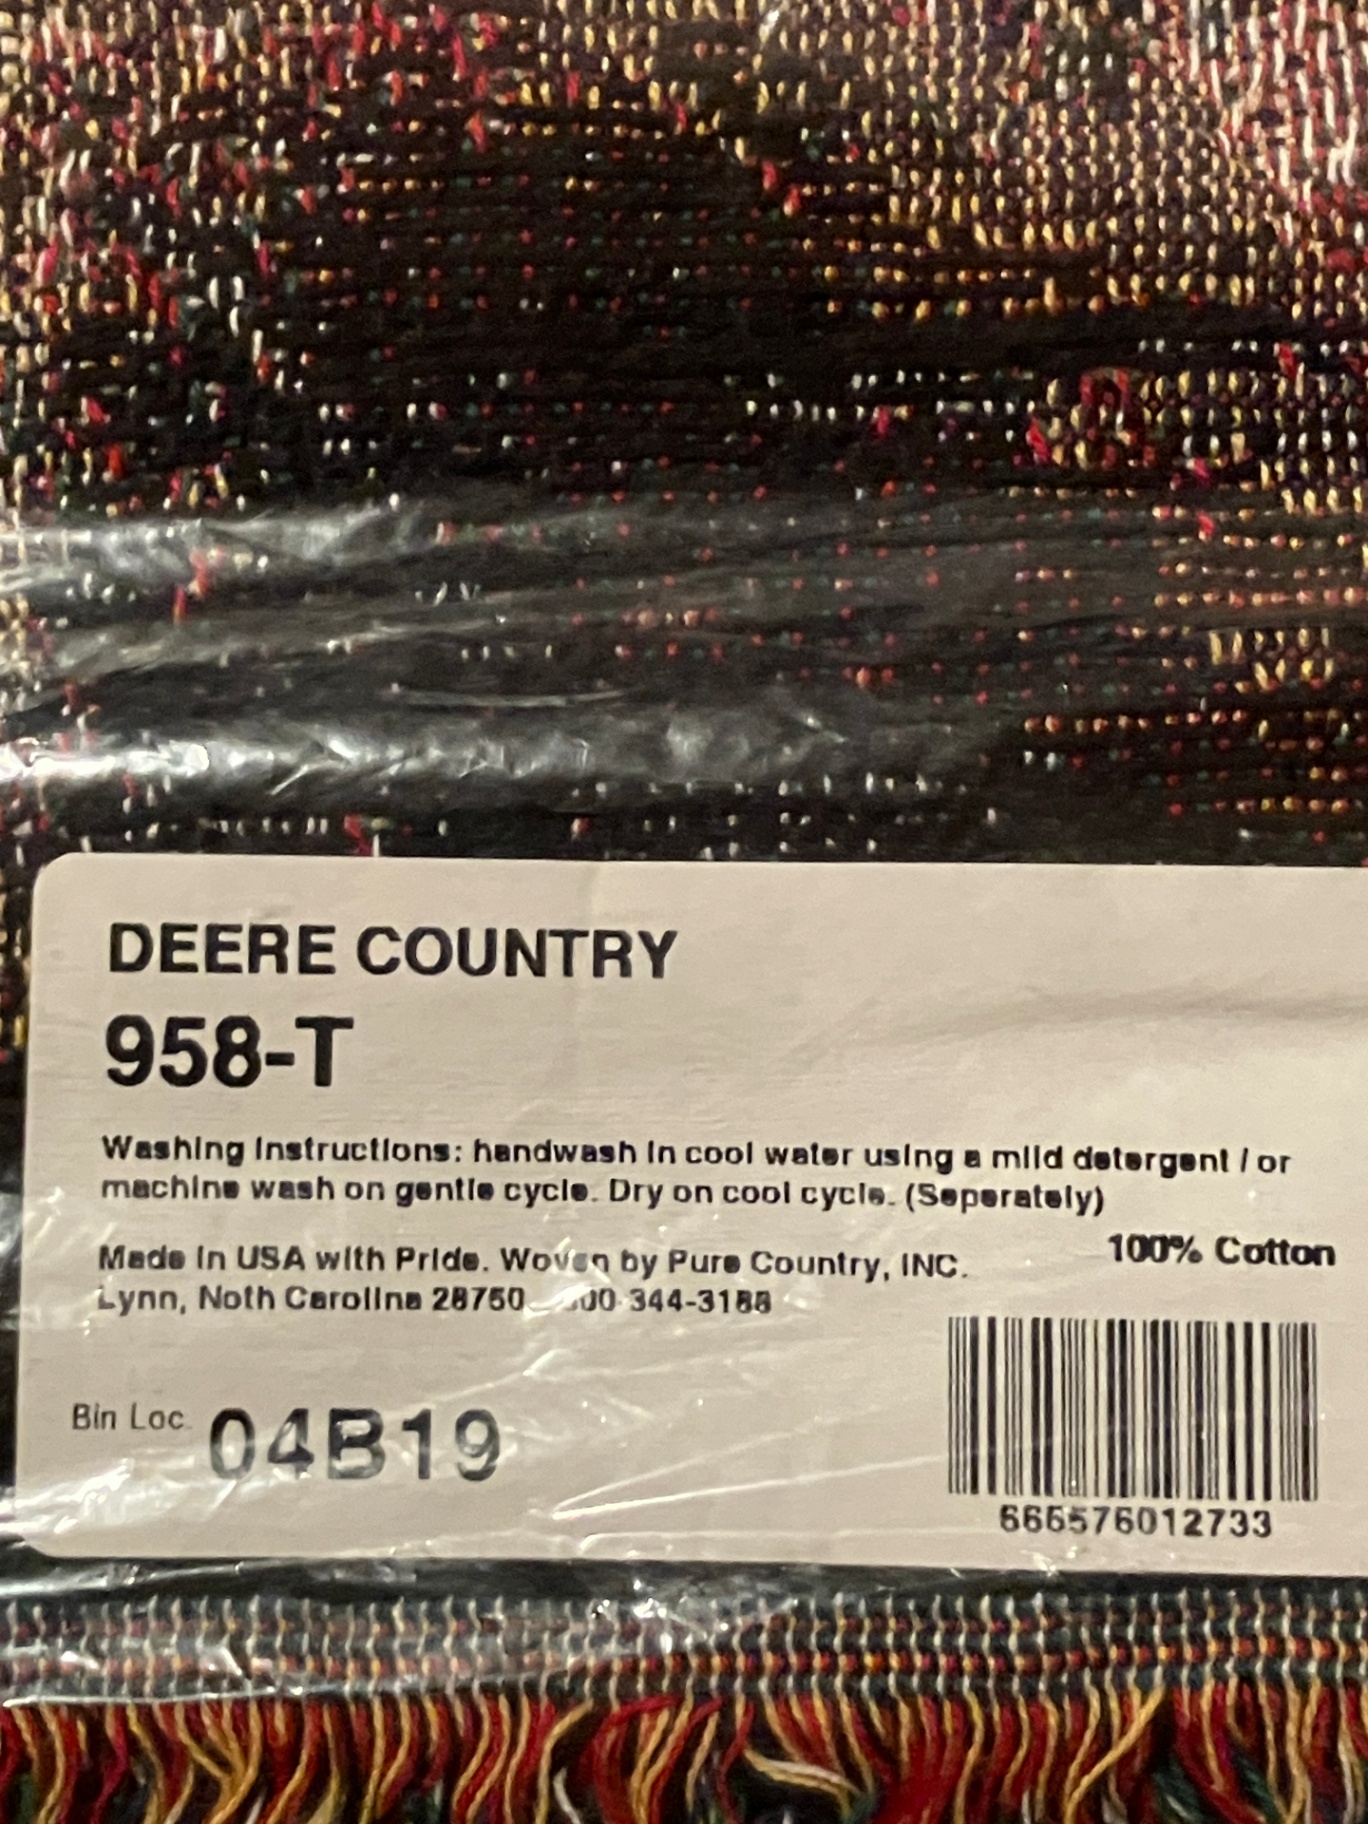 DEERE COUNTRY
958-T
Washing Instructions: handwash in cool water using a mild detergent / or
machine wash on gentle cycle. Dry on cool cycle. (Seperately)
100% Cotton
Made in USA with Pride. Woven by Pure Country, INC.
Lynn, Noth Carolina 28750 344-3188
Bin Loc. 04B19
666576012733